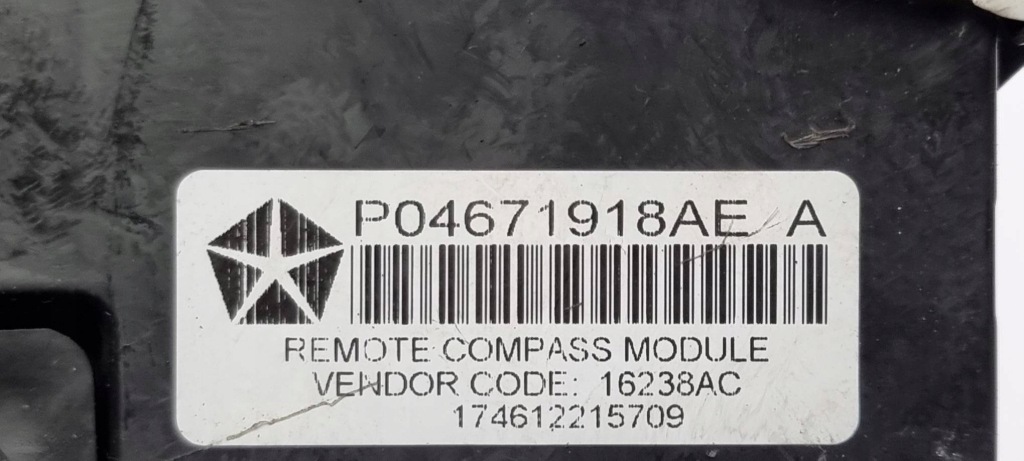 P04671918AE A
REMOTE COMPASS MODULE
VENDOR CODE: 16238AC
174612215709